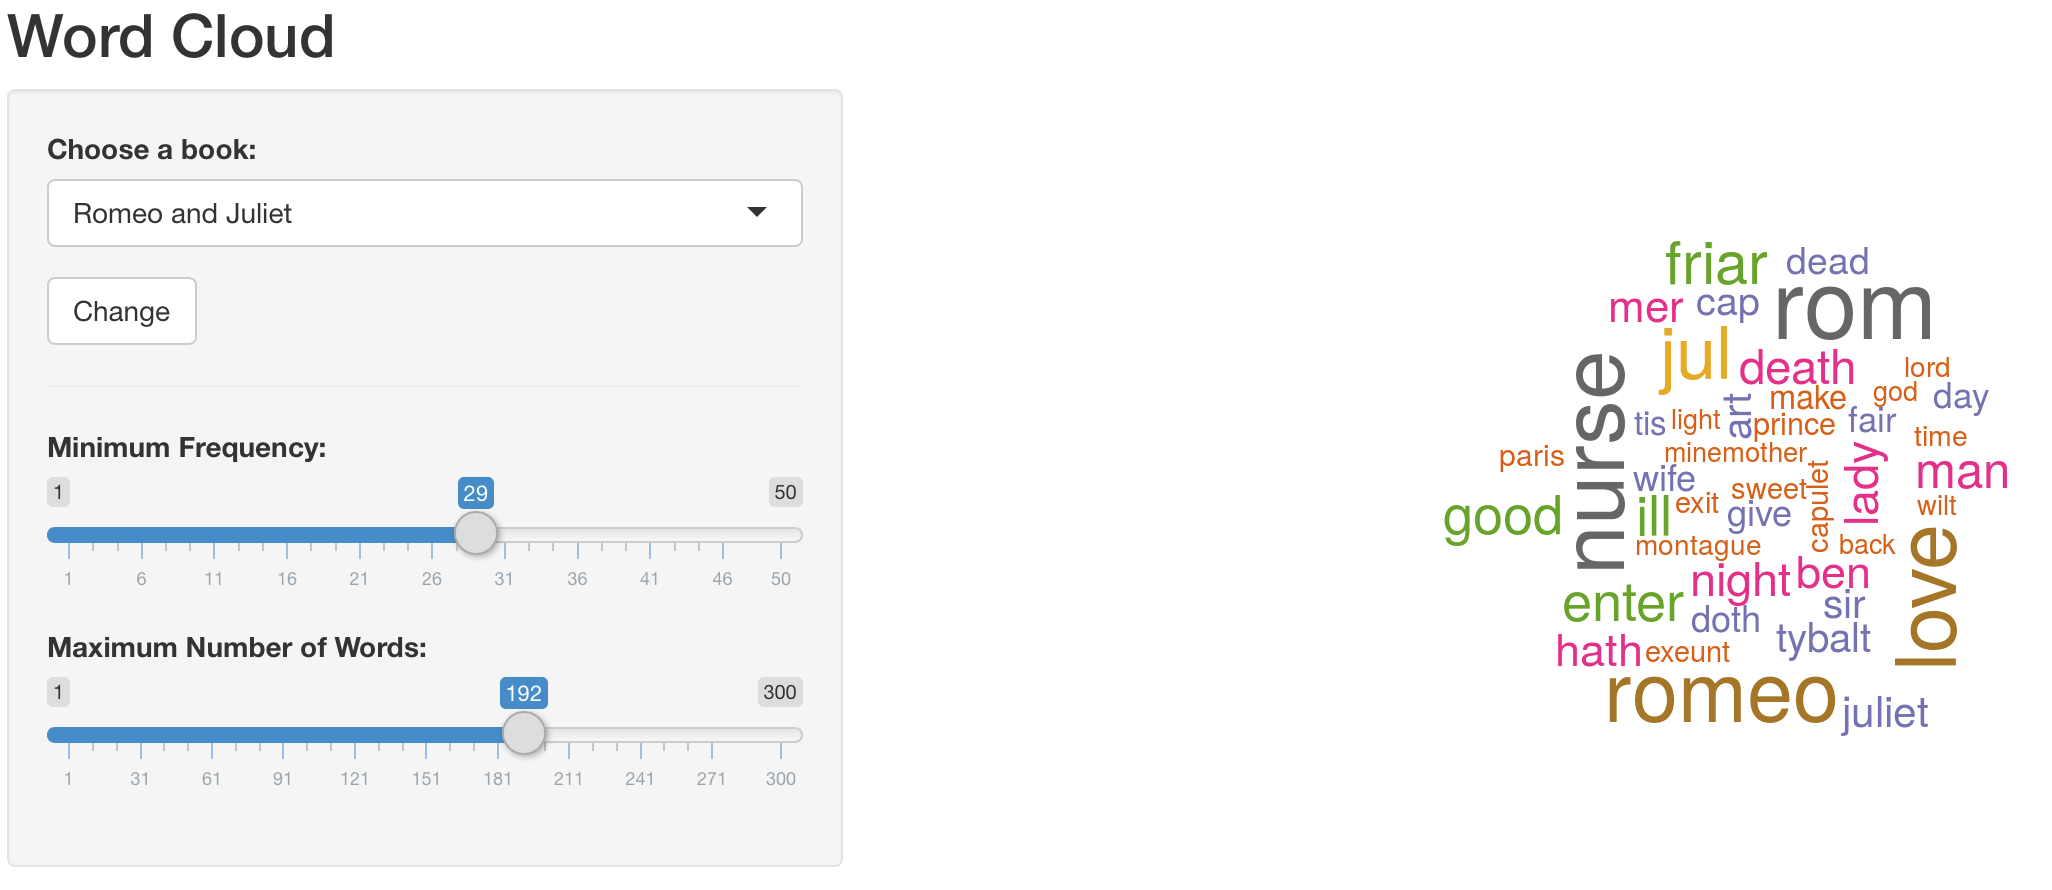 Word Cloud
Choose a book:
Romeo and Juliet
Change
Minimum Frequency:
1 29 50
1 6 11 16 21 26 31 36 41 46 50
Maximum Number of Words:
1 192 300
1 31 61 91 121 151 181 211 241 271 300
friar dead
mer cap rom
jul death lord
nurse
make god day
tis light art prince fair time
paris minemother lady man
wife sweet capulet
good ill exit give wilt
montague back love
night ben
enter doth sir
hath exeunt tybalt
romeo juliet